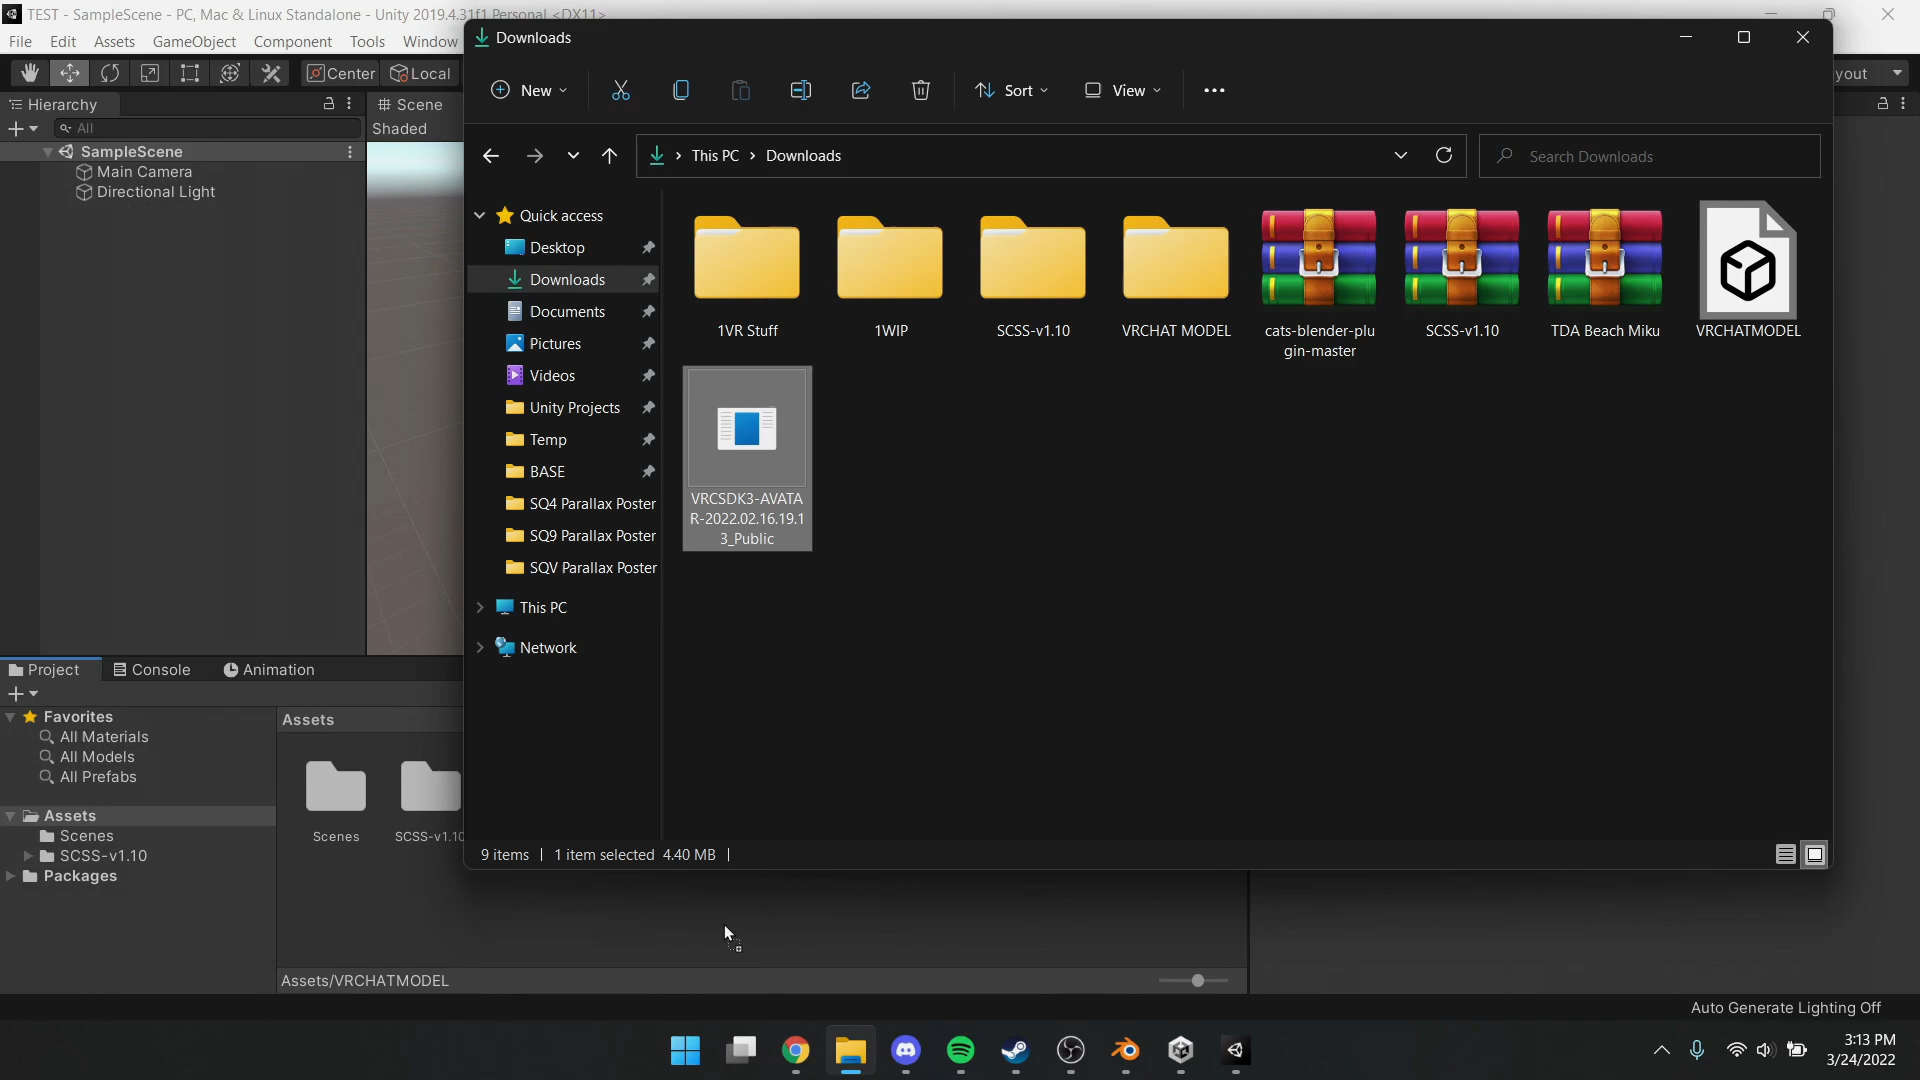 TEST - SampleScene - PC, Mac & Linux Standalone - Unity 2019.4.31f1 Personal <DX11>
File Edit Assets GameObject Component Tools Window
Center Local
yout
Hierarchy
Scene
All
Shaded
SampleScene
Main Camera
Directional Light
Downloads
New
Sort
View
This PC
Downloads
Search Downloads
Quick access
Desktop
Downloads
Documents
Pictures
Videos
Unity Projects
Temp
BASE
SQ4 Parallax Poster
SQ9 Parallax Poster
SQV Parallax Poster
This PC
Network
1VR Stuff
1WIP
SCSS-v1.10
VRCHAT MODEL
cats-blender-plu
gin-master
SCSS-v1.10
TDA Beach Miku
VRCHATMODEL
VRCSDK3-AVATA
R-2022.02.16.19.1
3_Public
9 items
1 item selected 4.40 MB
Project
Console
Animation
Favorites
All Materials
All Models
All Prefabs
Assets
Scenes
SCSS-v1.10
Packages
Assets
Scenes
SCSS-v1.10
Assets/VRCHATMODEL
Auto Generate Lighting Off
3:13 PM
3/24/2022